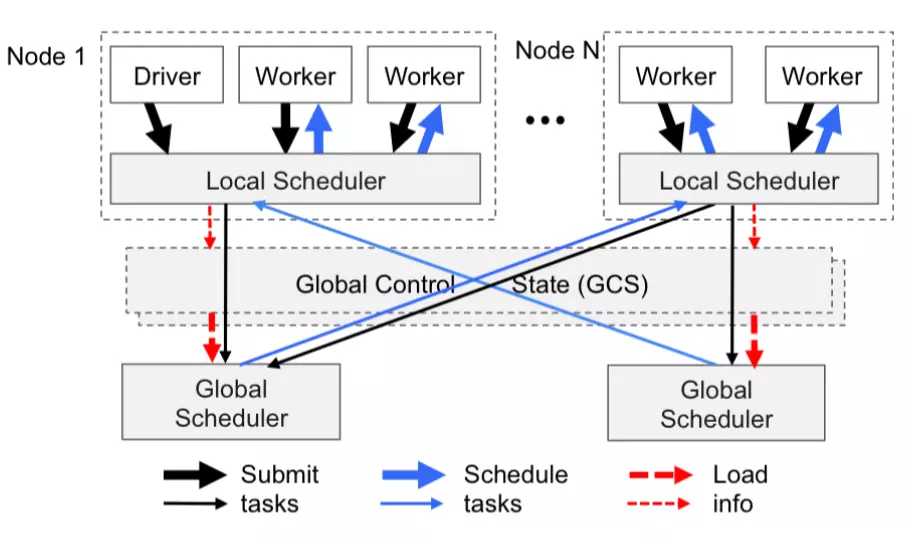 Node 1
Driver
Worker
Worker
Node N
Worker
Worker
Local Scheduler
Local Scheduler
Global Control State (GCS)
Global
Scheduler
Global
Scheduler
Submit
tasks
Schedule
tasks
Load
info